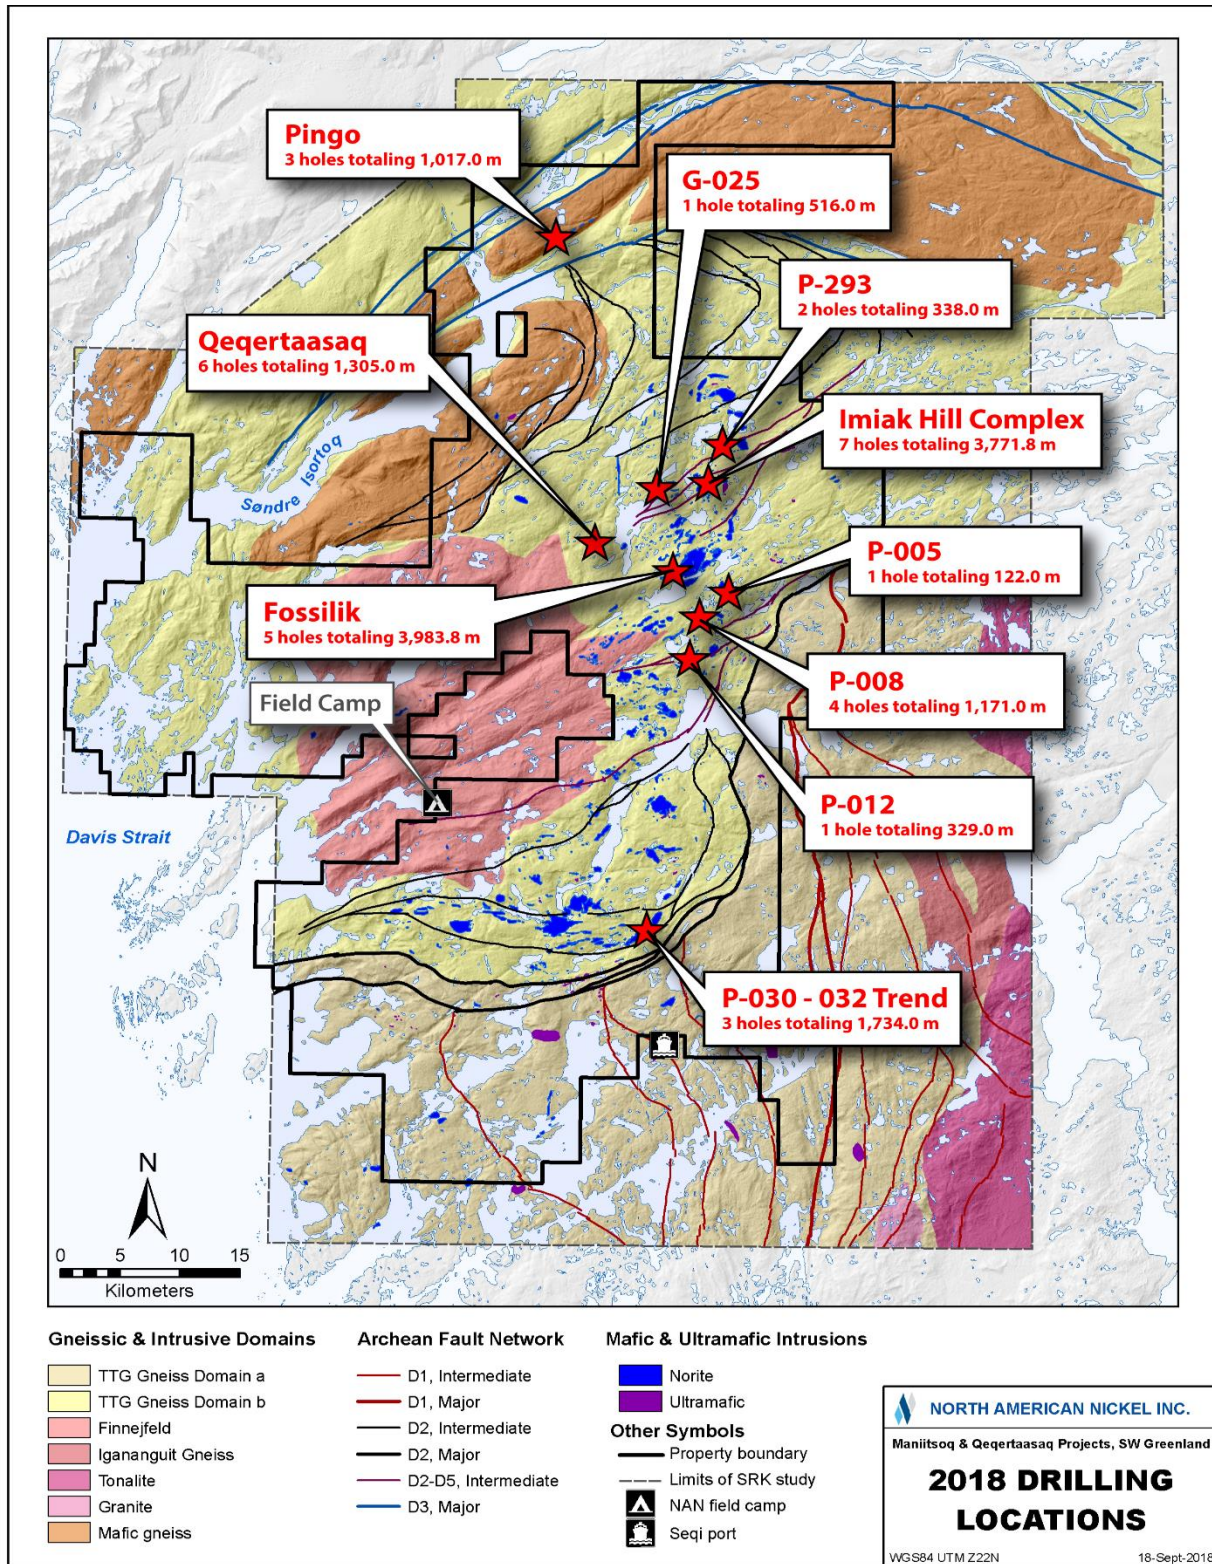 Pingo
3 holes totaling 1,017.0 m
G-025
1 hole totaling 516.0 m
P-293
2 holes totaling 338.0 m
Qeqertaasaq
6 holes totaling 1,305.0 m
Imiak Hill Complex
7 holes totaling 3,771.8 m
Søndre Isortoq
P-005
1 hole totaling 122.0 m
Fossilik
5 holes totaling 3,983.8 m
P-008
4 holes totaling 1,171.0 m
Field Camp
P-012
1 hole totaling 329.0 m
Davis Strait
P-030 - 032 Trend
3 holes totaling 1,734.0 m
N
0 5 10 15
Kilometers
Gneissic & Intrusive Domains
TTG Gneiss Domain a
TTG Gneiss Domain b
Finnejfeld
Igananguit Gneiss
Tonalite
Granite
Mafic gneiss
Archean Fault Network
D1, Intermediate
D1, Major
D2, Intermediate
D2, Major
D2-D5, Intermediate
D3, Major
Mafic & Ultramafic Intrusions
Norite
Ultramafic
Other Symbols
Property boundary
Limits of SRK study
NAN field camp
Seqi port
NORTH AMERICAN NICKEL INC.
Maniitsoq & Qeqertaasaq Projects, SW Greenland
2018 DRILLING
LOCATIONS
WGS84 UTM Z22N 18-Sept-2018